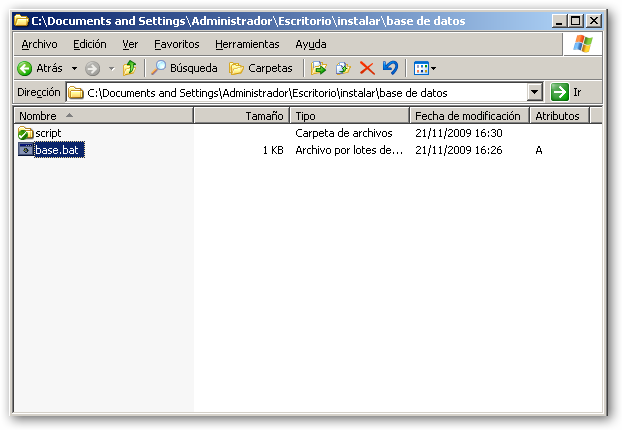 C:\Documents and Settings\Administrador\Escritorio\instalar\base de datos
Archivo Edición Ver Favoritos Herramientas Ayuda
Atrás Búsqueda Carpetas
Dirección C:\Documents and Settings\Administrador\Escritorio\instalar\base de datos Ir
Nombre Tamaño Tipo Fecha de modificación Atributos
script Carpeta de archivos 21/11/2009 16:30
base.bat 1 KB Archivo por lotes de... 21/11/2009 16:26 A